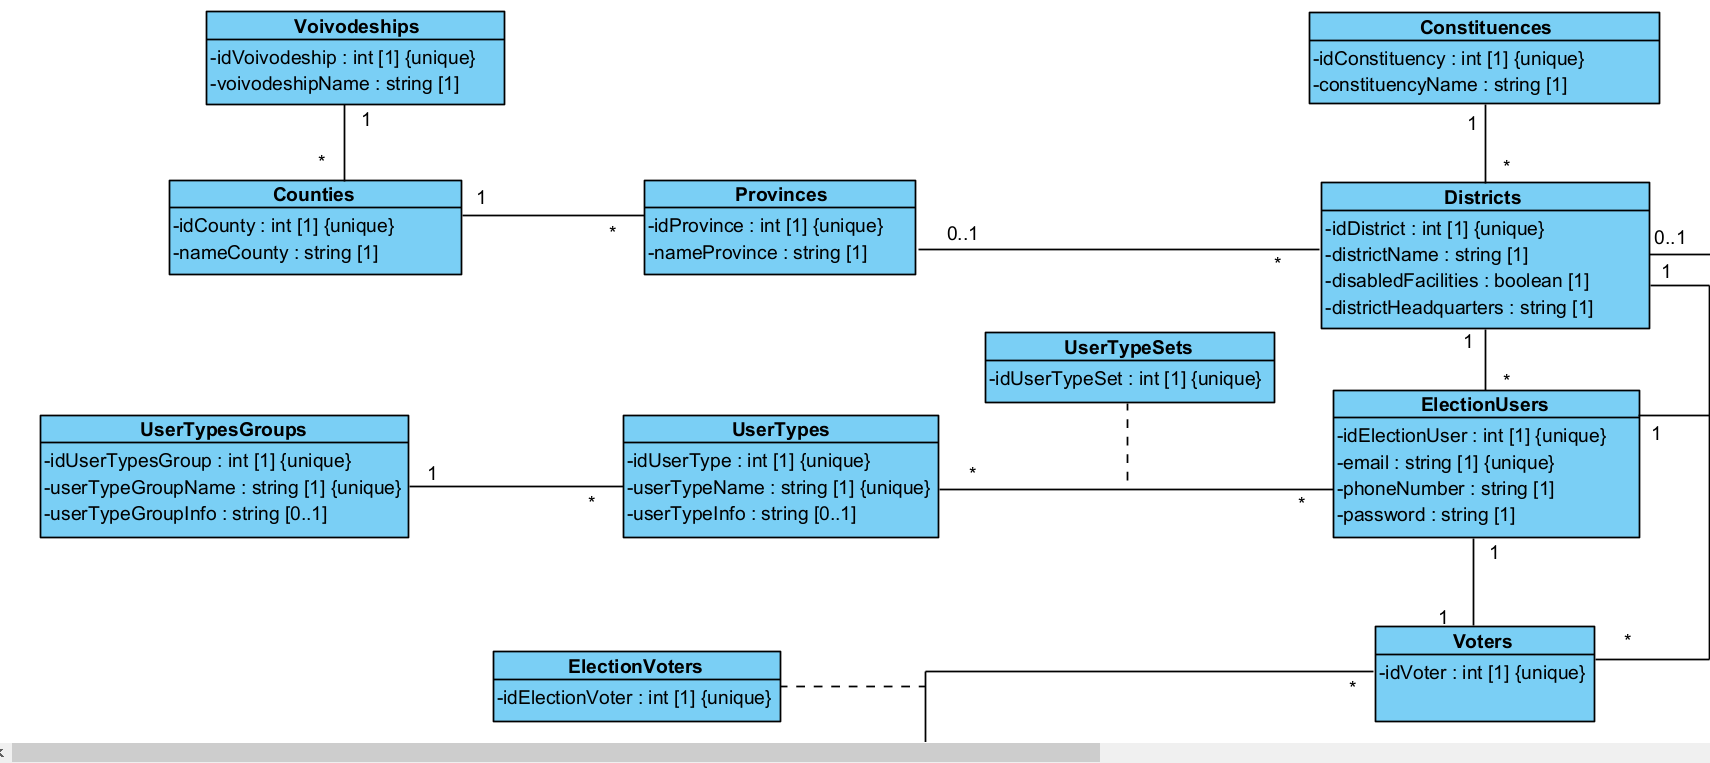 Voivodeships
-idVoivodeship : int [1] {unique}
-voivodeshipName : string [1]
1
*
Constituences
-idConstituency : int [1] {unique}
-constituencyName : string [1]
1
*
Counties
-idCounty : int [1] {unique}
-nameCounty : string [1]
1
*
Provinces
-idProvince : int [1] {unique}
-nameProvince : string [1]
0..1
*
Districts
-idDistrict : int [1] {unique}
-districtName : string [1]
-disabledFacilities : boolean [1]
-districtHeadquarters : string [1]
0..1
1
1
*
UserTypeSets
-idUserTypeSet : int [1] {unique}
UserTypesGroups
-idUserTypesGroup : int [1] {unique}
-userTypeGroupName : string [1] {unique}
-userTypeGroupInfo : string [0..1]
1
*
UserTypes
-idUserType : int [1] {unique}
-userTypeName : string [1] {unique}
-userTypeInfo : string [0..1]
*
*
ElectionUsers
-idElectionUser : int [1] {unique}
-email : string [1] {unique}
-phoneNumber : string [1]
-password : string [1]
1
1
1
ElectionVoters
-idElectionVoter : int [1] {unique}
Voters
-idVoter : int [1] {unique}
*
*